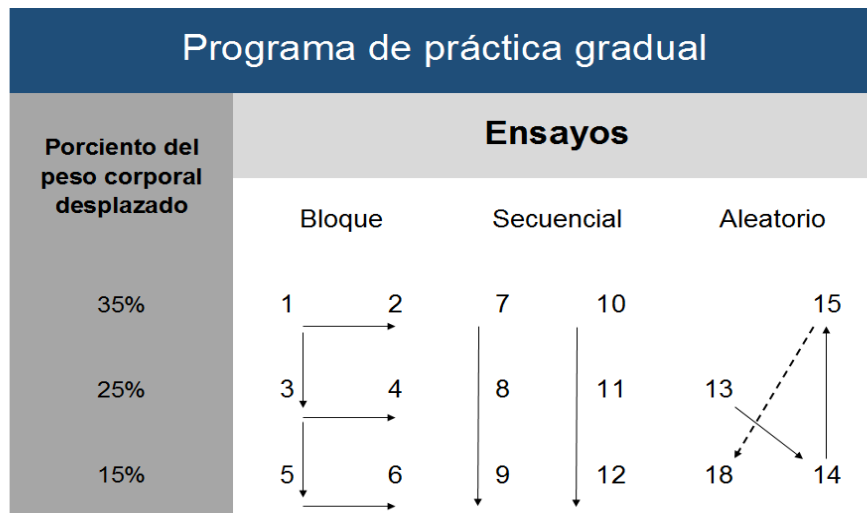 Programa de práctica gradual
Porciento del
peso corporal
desplazado
Ensayos
Bloque Secuencial Aleatorio
35% 1 2 7 10 15
25% 3 4 8 11 13
15% 5 6 9 12 18 14